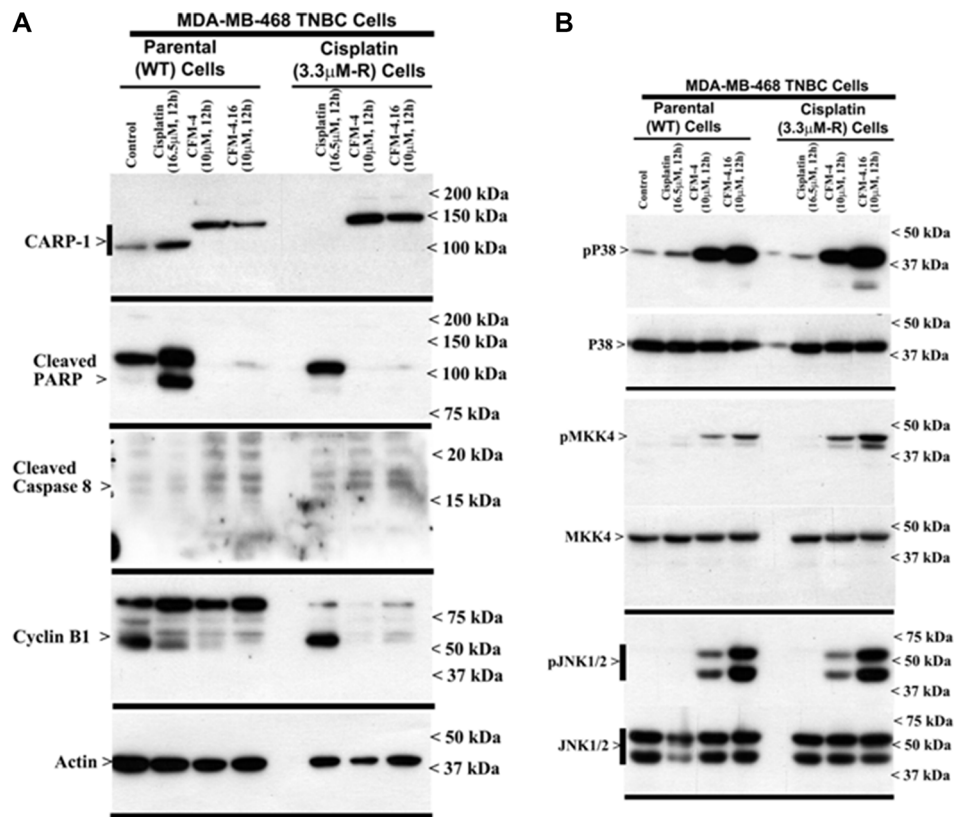 A
MDA-MB-468 TNBC Cells
Parental
(WT) Cells
Cisplatin
(3.3µM-R) Cells
Control
Cisplatin
(16.5µM, 12h)
CFM-4
(10µM, 12h)
CFM-4.16
(10µM, 12h)
Cisplatin
(16.5µM, 12h)
CFM-4
(10µM, 12h)
CFM-4.16
(10µM, 12h)
CARP-1 >
< 200 kDa
< 150 kDa
< 100 kDa
Cleaved
PARP >
< 200 kDa
< 150 kDa
< 100 kDa
< 75 kDa
Cleaved
Caspase 8 >
< 20 kDa
< 15 kDa
Cyclin B1 >
< 75 kDa
< 50 kDa
< 37 kDa
Actin >
< 50 kDa
< 37 kDa
B
MDA-MB-468 TNBC Cells
Parental
(WT) Cells
Cisplatin
(3.3µM-R) Cells
Control
Cisplatin
(16.5µM, 12h)
CFM-4
(10µM, 12h)
CFM-4.16
(10µM, 12h)
Cisplatin
(16.5µM, 12h)
CFM-4
(10µM, 12h)
CFM-4.16
(10µM, 12h)
pP38 >
< 50 kDa
< 37 kDa
P38 >
< 50 kDa
< 37 kDa
pMKK4 >
< 50 kDa
< 37 kDa
MKK4 >
< 50 kDa
< 37 kDa
pJNK1/2 >
< 75 kDa
< 50 kDa
< 37 kDa
JNK1/2 >
< 75 kDa
< 50 kDa
< 37 kDa